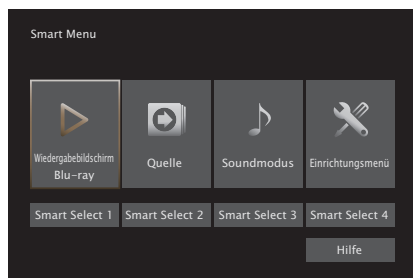 Smart Menu
Wiedergabebildschirm
Blu-ray
Quelle
Soundmodus
Einrichtungsmenü
Smart Select 1
Smart Select 2
Smart Select 3
Smart Select 4
Hilfe